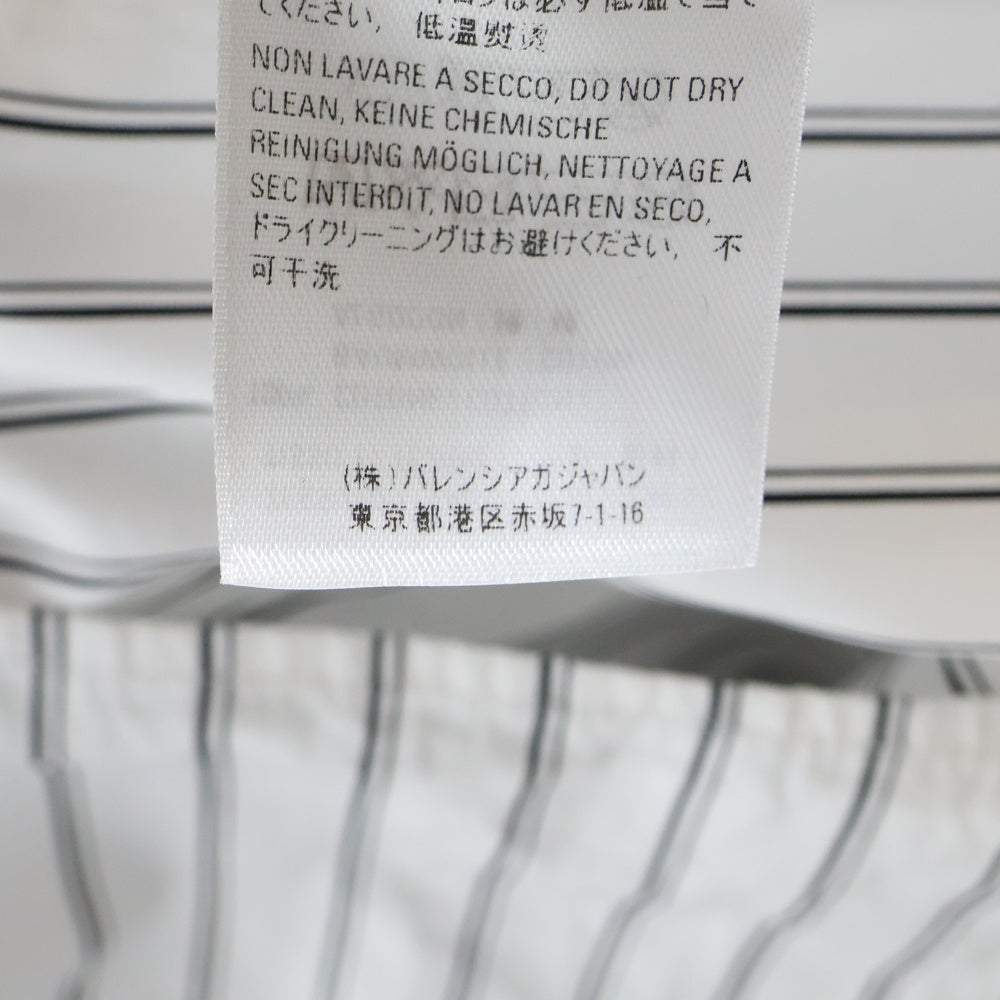 てください, 低温熨烫
NON LAVARE A SECCO, DO NOT DRY
CLEAN, KEINE CHEMISCHE
REINIGUNG MÖGLICH, NETTOYAGE A
SEC INTERDIT, NO LAVAR EN SECO,
ドライクリーニングはお避けください, 不
可干洗
(株)バレンシアガジャパン
東京都港区赤坂7-1-16